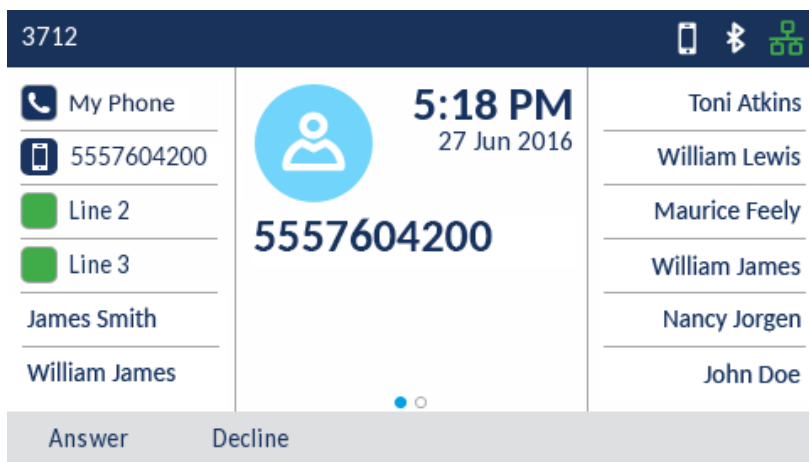 3712
My Phone
5557604200
Line 2
Line 3
James Smith
William James
5:18 PM
27 Jun 2016
5557604200
Toni Atkins
William Lewis
Maurice Feely
William James
Nancy Jorgen
John Doe
Answer
Decline